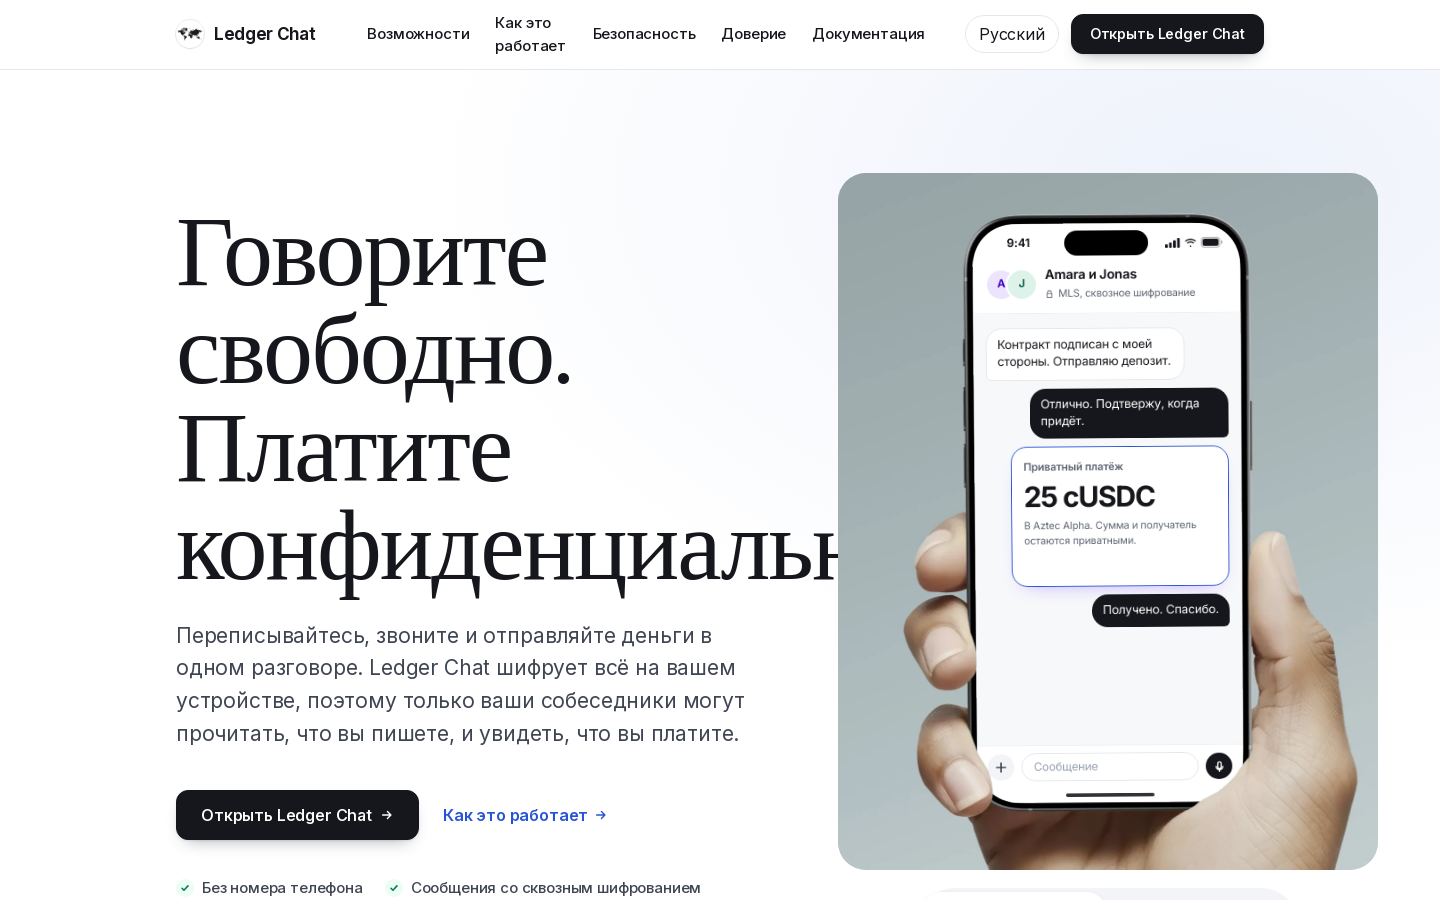 Ledger Chat
Возможности
Как это
работает
Безопасность
Доверие
Документация
Русский
Открыть Ledger Chat
Говорите
свободно.
Платите
Переписывайтесь, звоните и отправляйте деньги в
одном разговоре. Ledger Chat шифрует всё на вашем
устройстве, поэтому только ваши собеседники могут
прочитать, что вы пишете, и увидеть, что вы платите.
Открыть Ledger Chat →
Как это работает →
Без номера телефона
Сообщения со сквозным шифрованием
9:41
A
J
Amara и Jonas
MLS, сквозное шифрование
Контракт подписан с моей
стороны. Отправляю депозит.
Отлично. Подтвержу, когда
придёт.
Приватный платёж
25 cUSDC
В Aztec Alpha. Сумма и получатель
остаются приватными.
Получено. Спасибо.
Сообщение